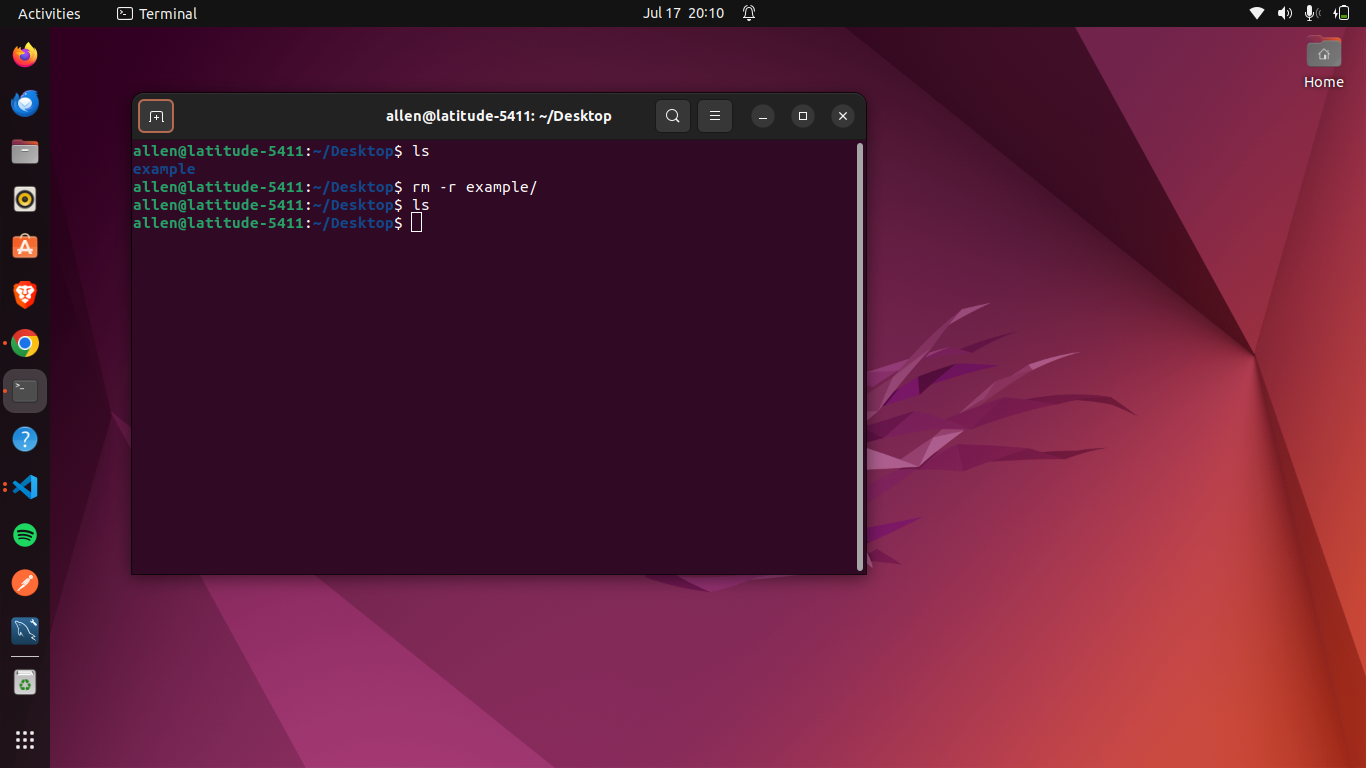 Activities
Terminal
Jul 17 20:10
Home
allen@latitude-5411: ~/Desktop
allen@latitude-5411:~/Desktop$ ls
example
allen@latitude-5411:~/Desktop$ rm -r example/
allen@latitude-5411:~/Desktop$ ls
allen@latitude-5411:~/Desktop$